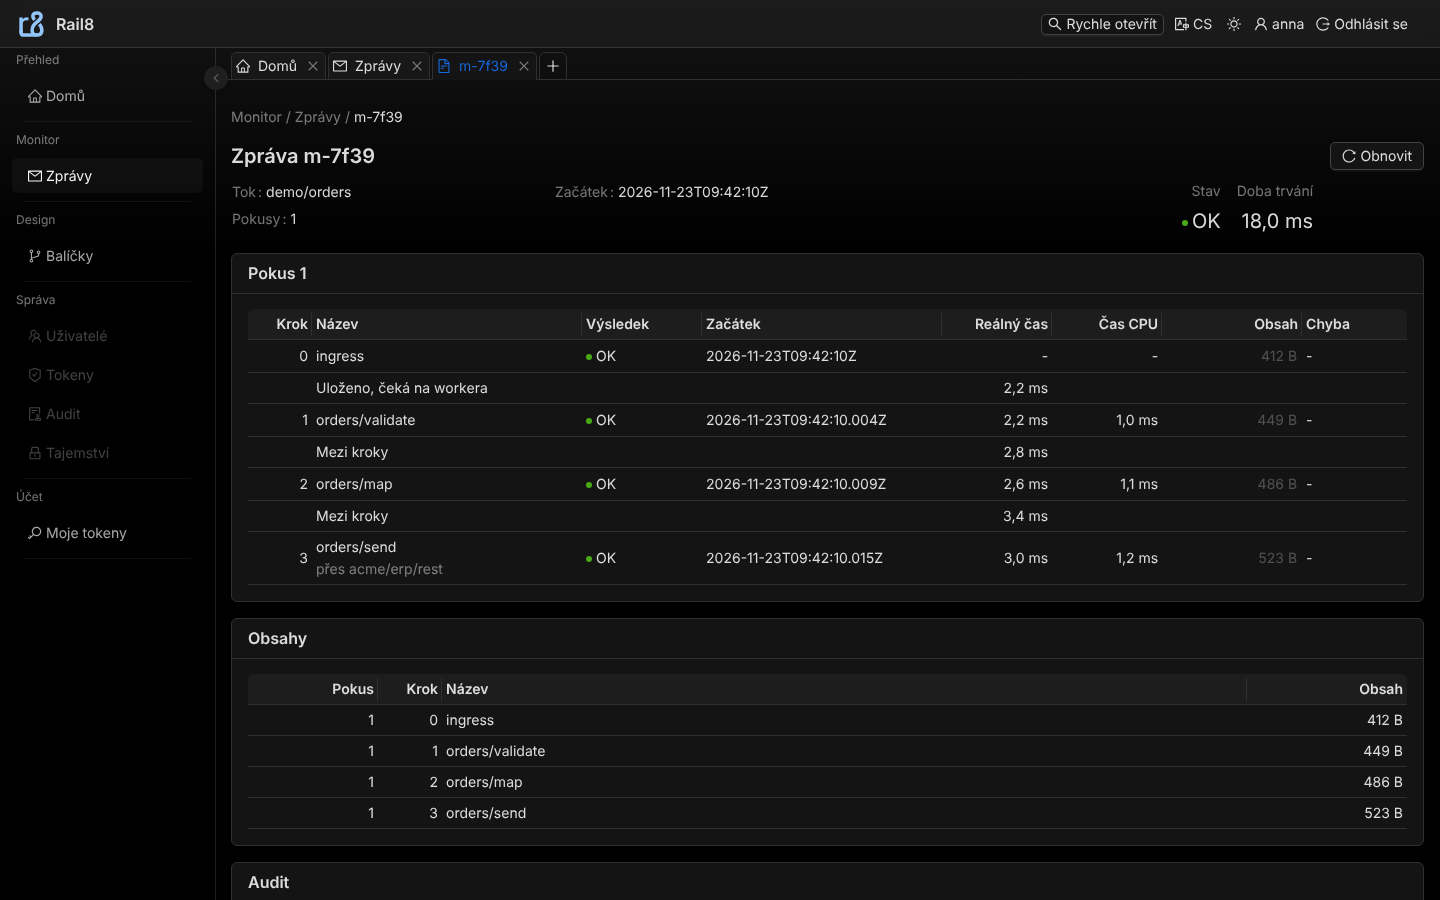 Rail8
Rychle otevřít CS anna Odhlásit se
Přehled
Domů
Monitor
Zprávy
Design
Balíčky
Správa
Uživatelé
Tokeny
Audit
Tajemství
Účet
Moje tokeny
Domů Zprávy m-7f39
Monitor / Zprávy / m-7f39
Zpráva m-7f39
Obnovit
Tok : demo/orders
Začátek : 2026-11-23T09:42:10Z
Pokusy : 1
Stav Doba trvání
OK 18,0 ms
Pokus 1
Krok Název Výsledek Začátek Reálný čas Čas CPU Obsah Chyba
0 ingress OK 2026-11-23T09:42:10Z - - 412 B -
Uloženo, čeká na workera 2,2 ms
1 orders/validate OK 2026-11-23T09:42:10.004Z 2,2 ms 1,0 ms 449 B -
Mezi kroky 2,8 ms
2 orders/map OK 2026-11-23T09:42:10.009Z 2,6 ms 1,1 ms 486 B -
Mezi kroky 3,4 ms
3 orders/send OK 2026-11-23T09:42:10.015Z 3,0 ms 1,2 ms 523 B -
přes acme/erp/rest
Obsahy
Pokus Krok Název Obsah
1 0 ingress 412 B
1 1 orders/validate 449 B
1 2 orders/map 486 B
1 3 orders/send 523 B
Audit